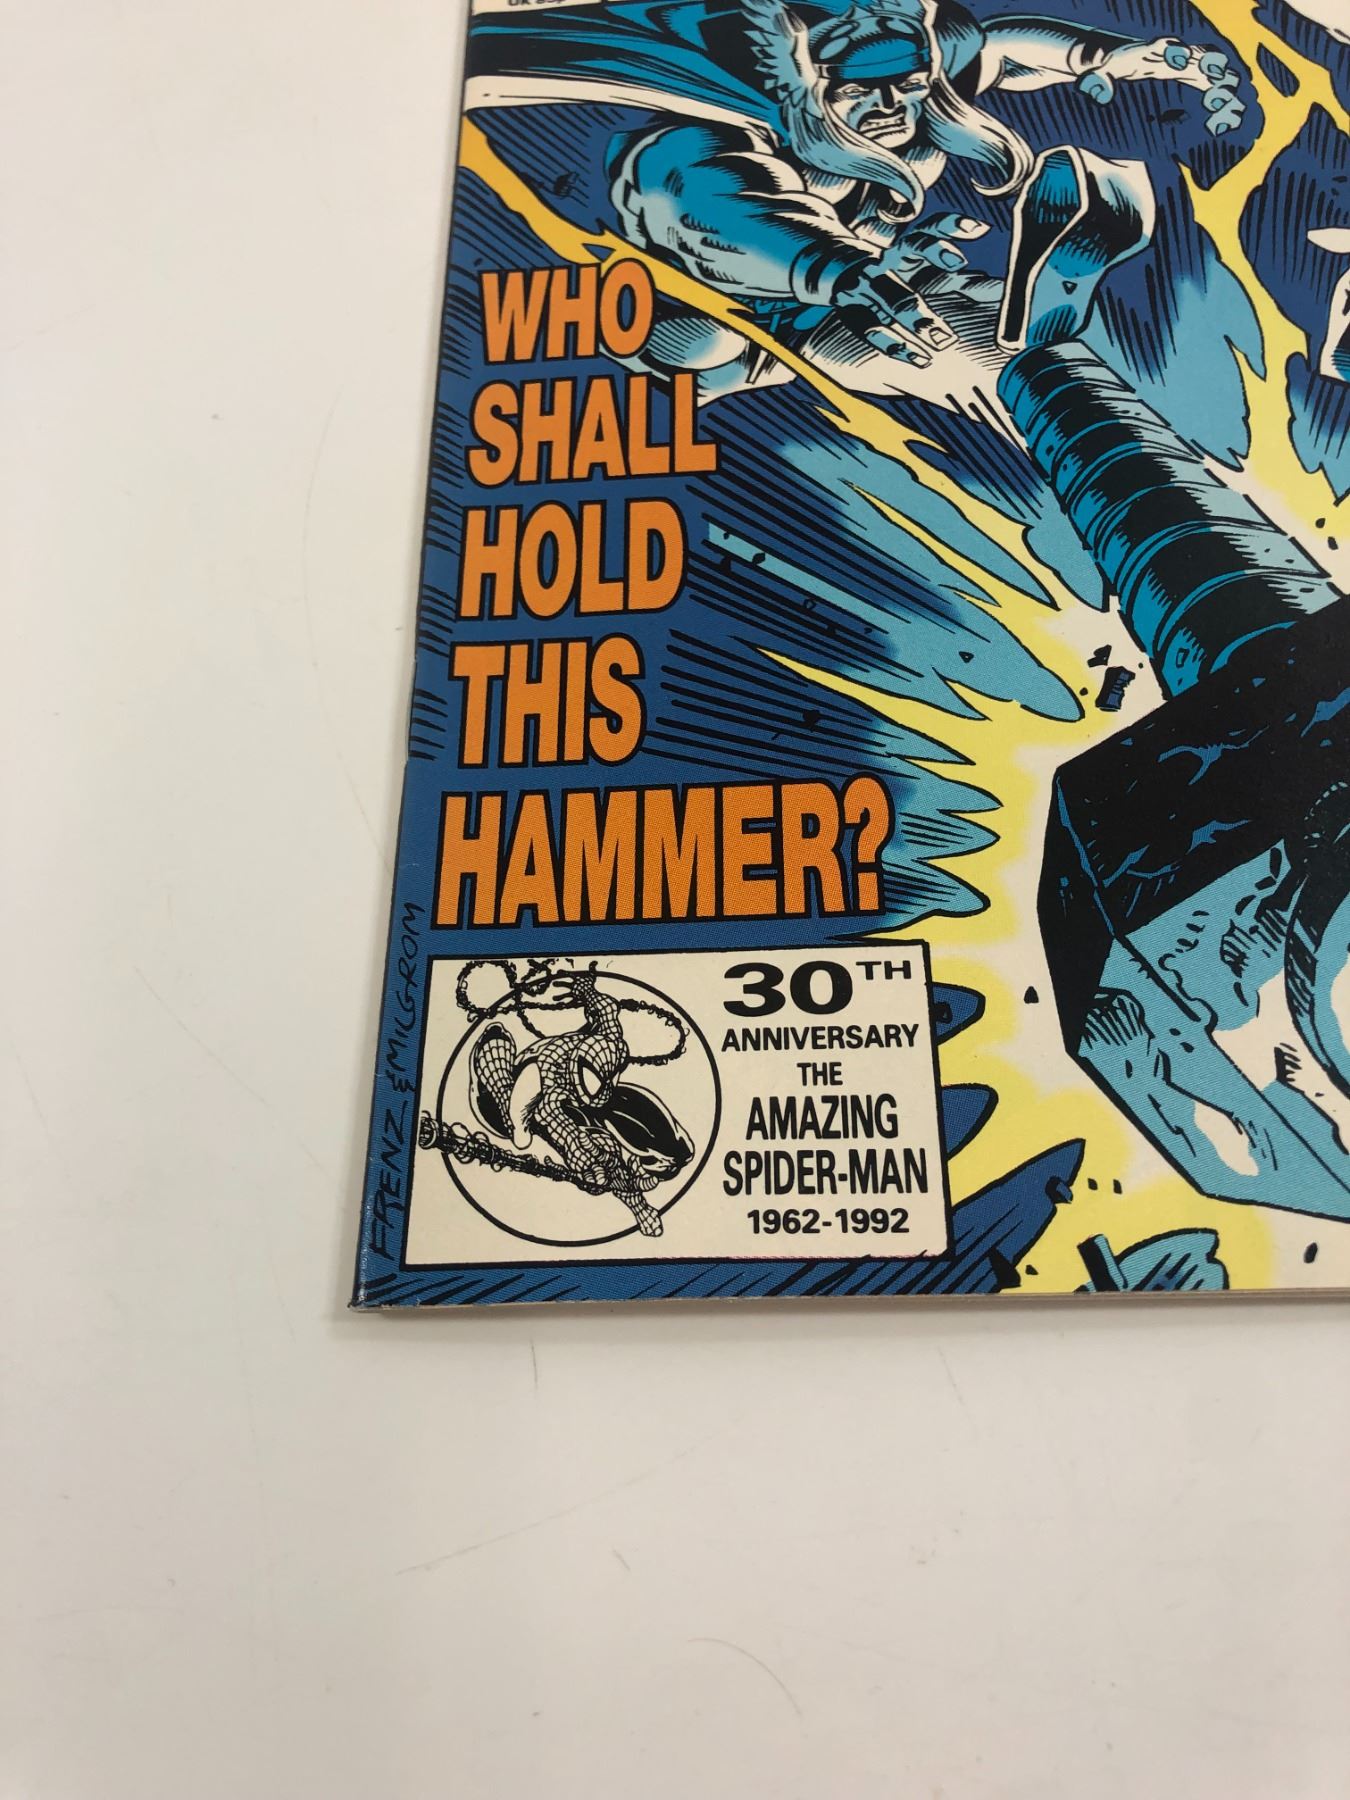 WHO
SHALL
HOLD
THIS
HAMMER?
FRENZ & MILGROM
30TH
ANNIVERSARY
THE
AMAZING
SPIDER-MAN
1962-1992